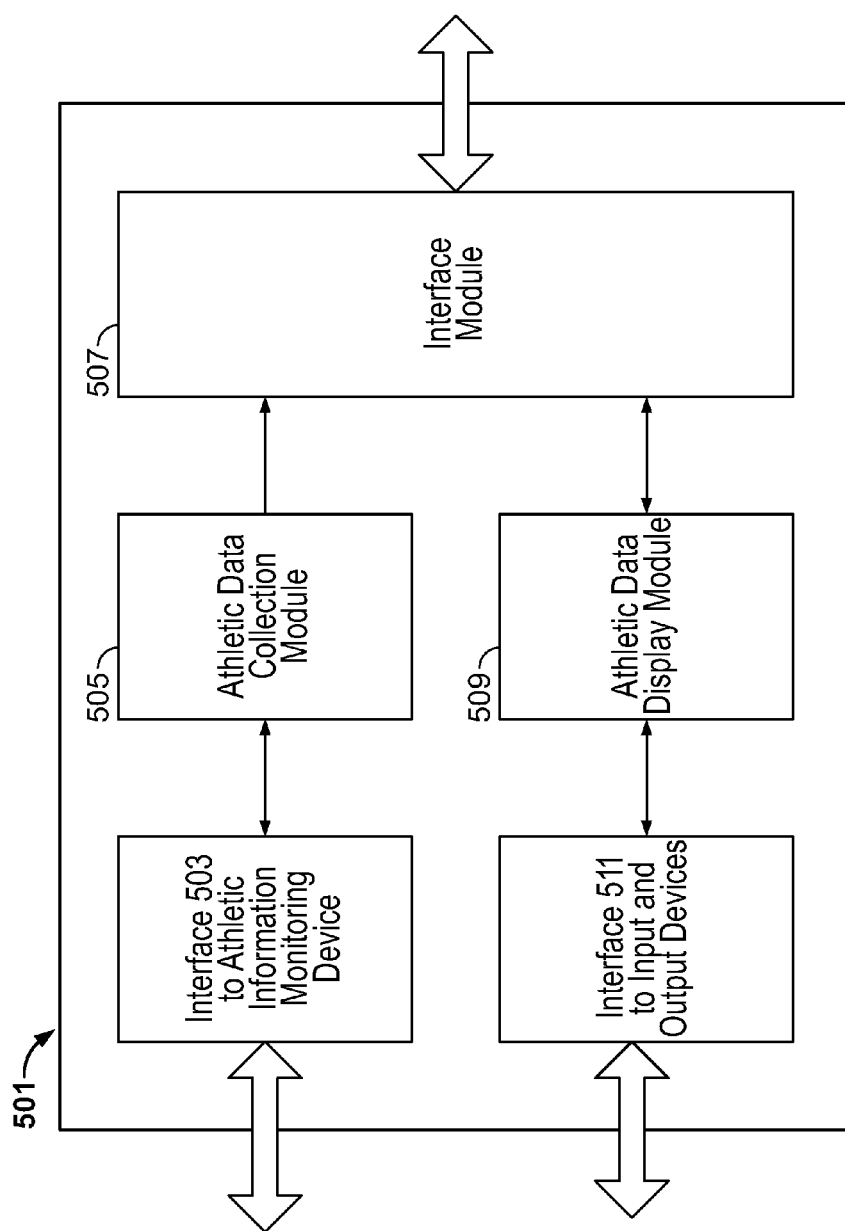 501
Interface 503
to Athletic
Information
Monitoring
Device
505
Athletic Data
Collection
Module
507
Interface
Module
Interface 511
to Input and
Output Devices
509
Athletic Data
Display Module